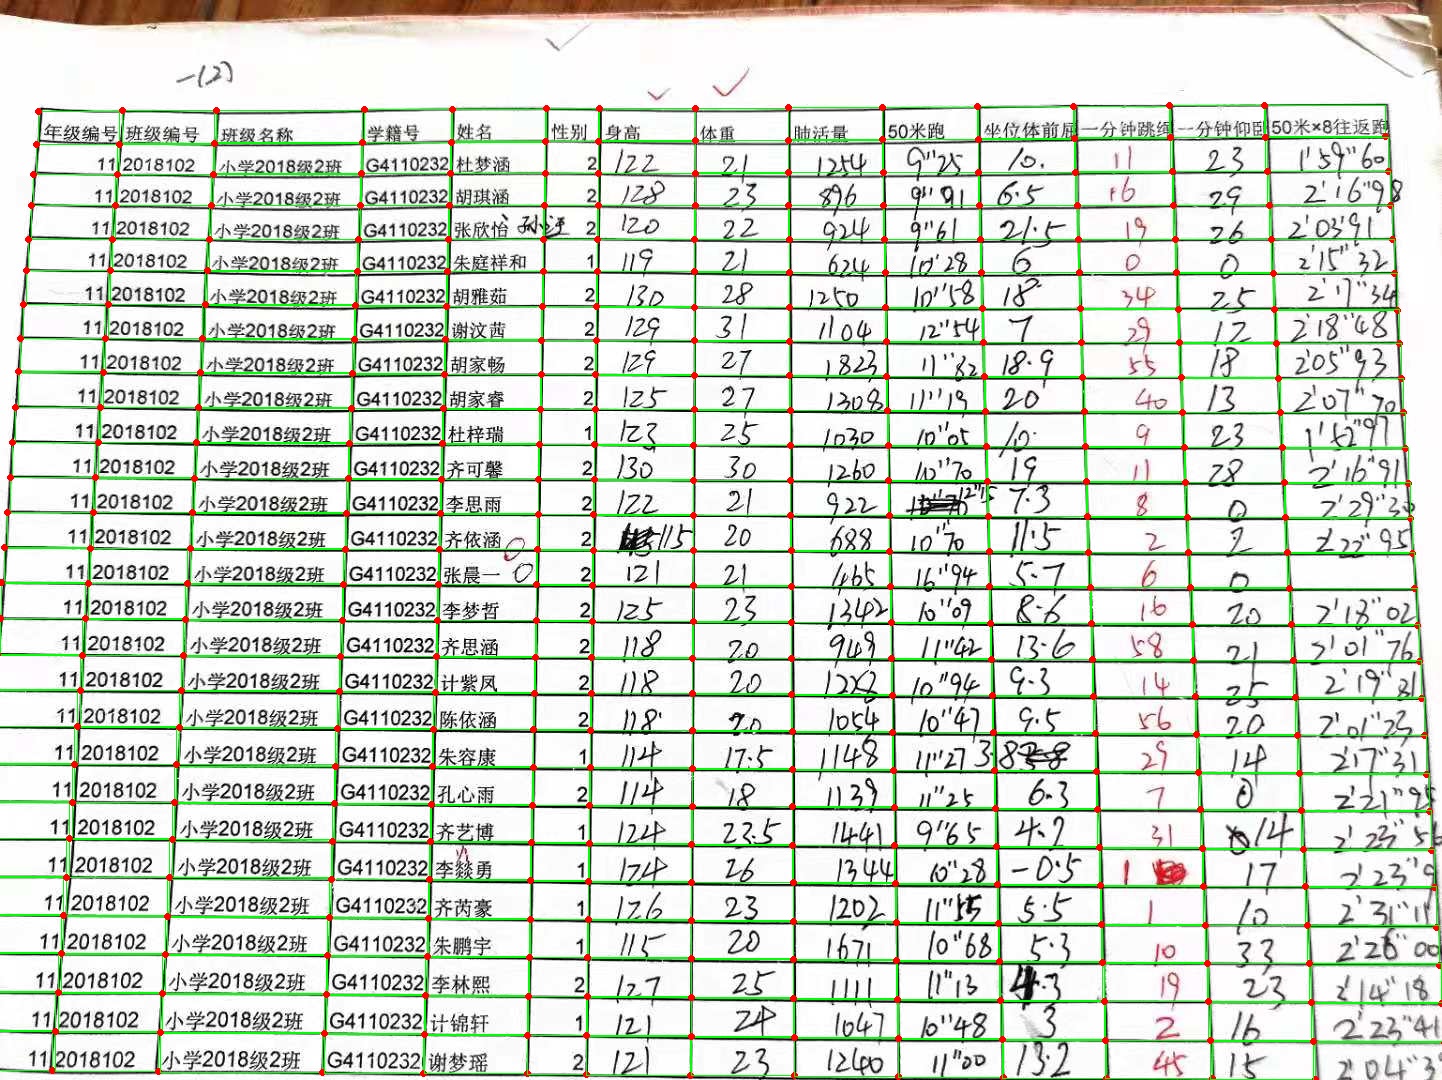 一(2)
年级编号 班级编号 班级名称 学籍号 姓名 性别 身高 体重 肺活量 50米跑 坐位体前屈 一分钟跳绳 一分钟仰卧 50米×8往返跑
11 2018102 小学2018级2班 G4110232 杜梦涵 2 122 21 1254 9"25 10. 11 23 1'59"60
11 2018102 小学2018级2班 G4110232 胡琪涵 2 128 23 896 9"91 6.5 16 29 2'16"98
11 2018102 小学2018级2班 G4110232 张欣怡 2 120 22 924 9"61 21.5 19 26 2'03'91
11 2018102 小学2018级2班 G4110232 朱庭祥和 1 119 21 624 10'28 6 0 0 2'15"32
11 2018102 小学2018级2班 G4110232 胡雅茹 2 130 28 1250 10"58 18 34 25 2'17"34
11 2018102 小学2018级2班 G4110232 谢汶茜 2 129 31 1104 12"54 7 29 12 2'18"48
11 2018102 小学2018级2班 G4110232 胡家畅 2 129 27 1823 11"82 18.9 55 18 2'05"93
11 2018102 小学2018级2班 G4110232 胡家睿 2 125 27 1308 11"19 20 40 13 2'07"70
11 2018102 小学2018级2班 G4110232 杜梓瑞 1 123 25 1030 10"05 10. 9 23 1'52"97
11 2018102 小学2018级2班 G4110232 齐可馨 2 130 30 1260 10"70 19 11 28 2'16"91
11 2018102 小学2018级2班 G4110232 李思雨 2 122 21 922 12"15 7.3 8 0 2'29"30
11 2018102 小学2018级2班 G4110232 齐依涵 2 115 20 688 10"70 11.5 2 2 2'22"95
11 2018102 小学2018级2班 G4110232 张晨一 2 121 21 465 16"94 5.7 6 0
11 2018102 小学2018级2班 G4110232 李梦哲 2 125 23 1342 10"09 8.6 16 20 2'18"02
11 2018102 小学2018级2班 G4110232 齐思涵 2 118 20 949 11"42 13.6 58 21 2'01"76
11 2018102 小学2018级2班 G4110232 计紫凤 2 118 20 10"94 9.3 14 25 2'19"31
11 2018102 小学2018级2班 G4110232 陈依涵 2 118 20 1054 10"47 9.5 56 20 2'01"23
11 2018102 小学2018级2班 G4110232 朱容康 1 114 17.5 1148 11"27 29 14 2'17"31
11 2018102 小学2018级2班 G4110232 孔心雨 2 114 18 1139 11"25 6.3 7 0 2'21"95
11 2018102 小学2018级2班 G4110232 齐艺博 1 124 23.5 1441 9"65 4.2 31 14 2'23"56
11 2018102 小学2018级2班 G4110232 李燚勇 1 124 26 1344 10"28 -0.5 1 17 2'23"9
11 2018102 小学2018级2班 G4110232 齐芮豪 1 126 23 1202 11"55 5.5 1 10 2'31"11
11 2018102 小学2018级2班 G4110232 朱鹏宇 1 115 20 1671 10"68 5.3 10 33 2'26"00
11 2018102 小学2018级2班 G4110232 李林熙 2 127 25 1111 11"13 4.3 19 23 2'14"18
11 2018102 小学2018级2班 G4110232 计锦轩 1 121 24 1047 10"48 3 2 16 2'23"41
11 2018102 小学2018级2班 G4110232 谢梦瑶 2 121 23 1240 11"00 13.2 45 15 2'04"3